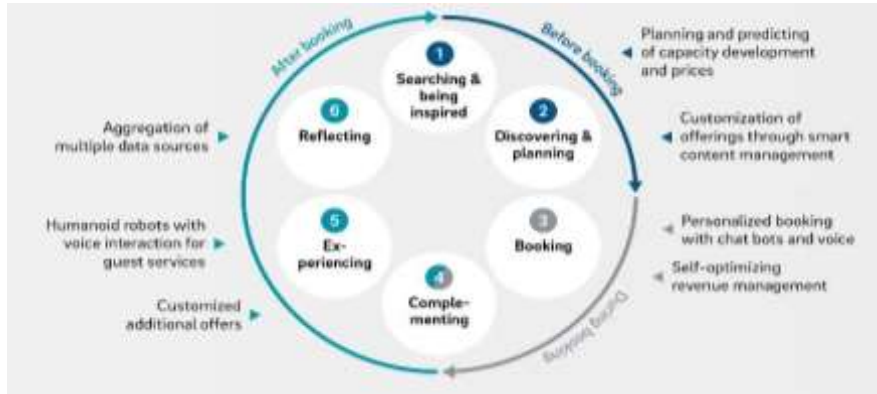 After booking
Before booking
During booking
1
Searching &
being
inspired
2
Discovering &
planning
3
Booking
4
Comple-
menting
5
Ex-
periencing
6
Reflecting
Planning and predicting
of capacity development
and prices
Customization of
offerings through smart
content management
Personalized booking
with chat bots and voice
Self-optimizing
revenue management
Customized
additional offers
Humanoid robots with
voice interaction for
guest services
Aggregation of
multiple data sources